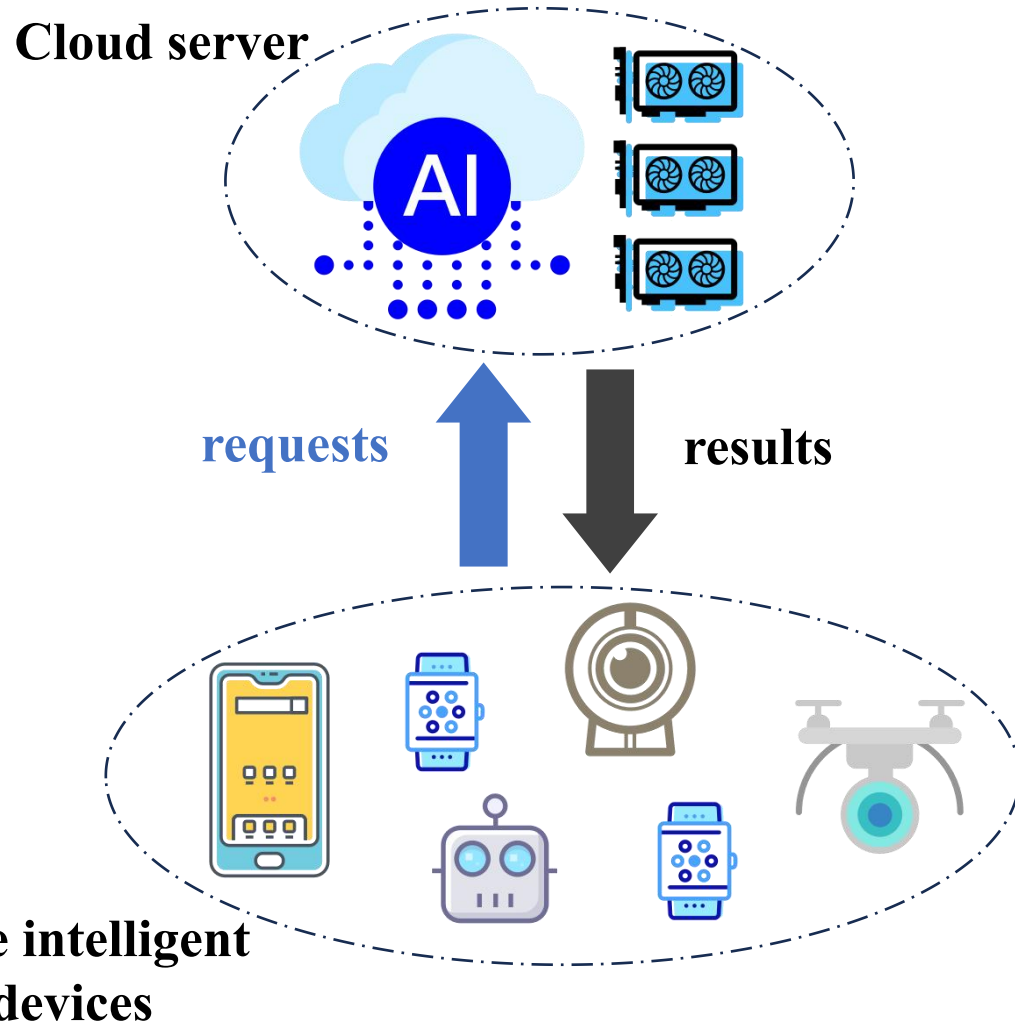 Cloud server
AI
requests
results
e intelligent
devices